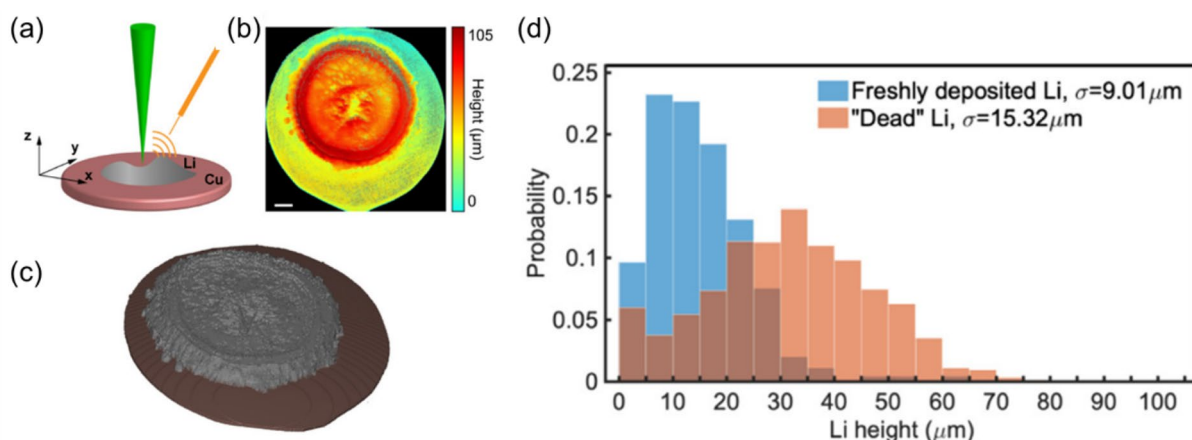 (a)
z
y
x
Li
Cu
(b)
105
Height (μm)
0
(c)
(d)
0.25
0.2
0.15
0.1
0.05
0
Probability
Freshly deposited Li, σ=9.01μm
"Dead" Li, σ=15.32μm
0 10 20 30 40 50 60 70 80 90 100
Li height (μm)